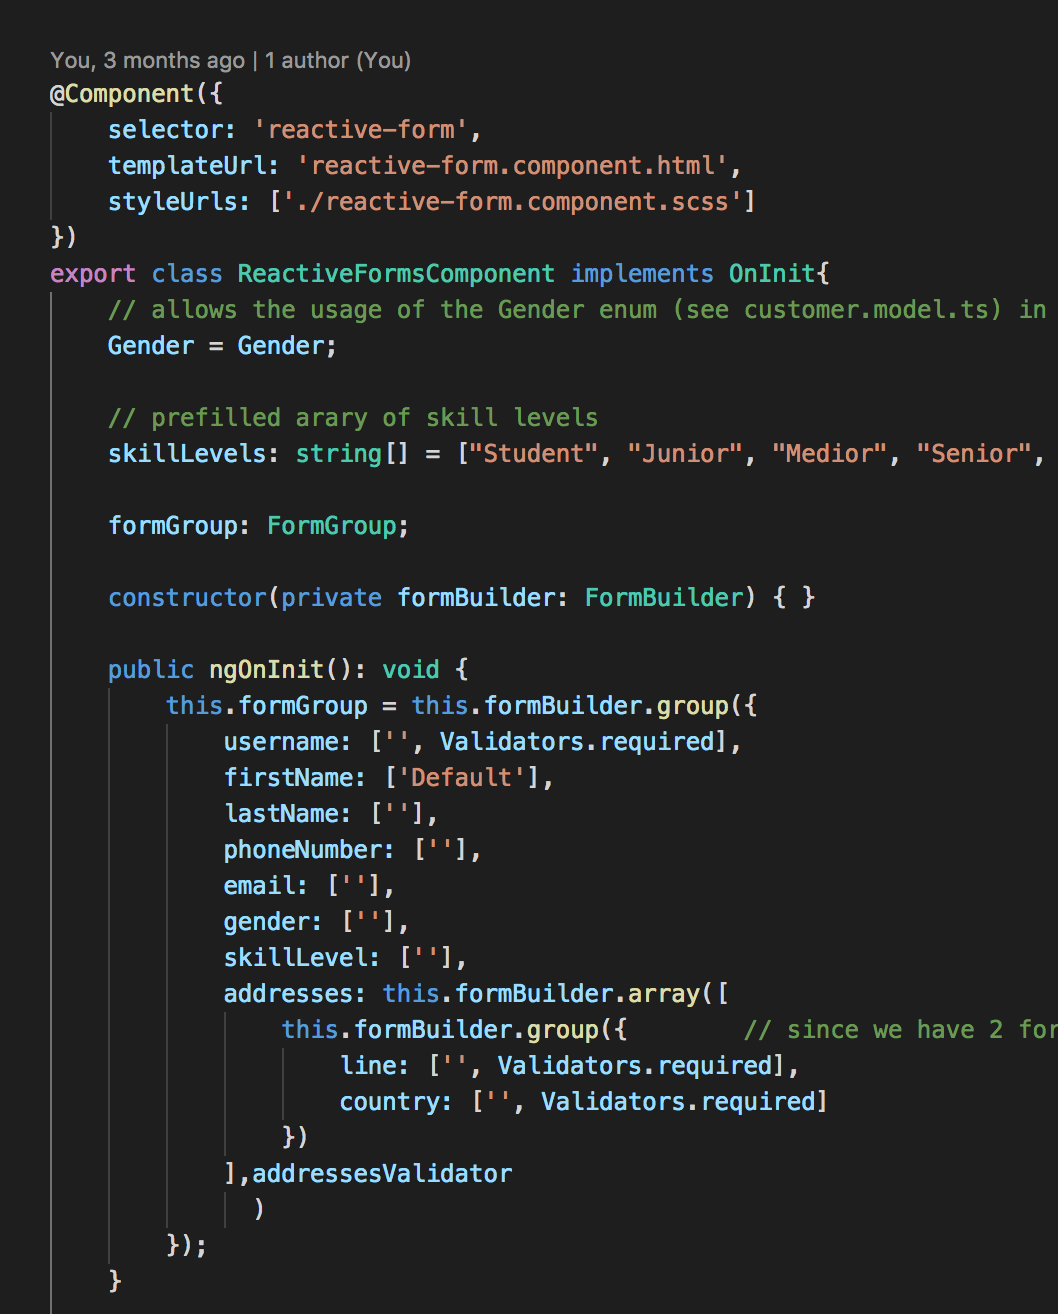 You, 3 months ago | 1 author (You)
@Component({
    selector: 'reactive-form',
    templateUrl: 'reactive-form.component.html',
    styleUrls: ['./reactive-form.component.scss']
})
export class ReactiveFormsComponent implements OnInit{
    // allows the usage of the Gender enum (see customer.model.ts) in
    Gender = Gender;
    // prefilled arary of skill levels
    skillLevels: string[] = ["Student", "Junior", "Medior", "Senior",
    formGroup: FormGroup;
    constructor(private formBuilder: FormBuilder) { }
    public ngOnInit(): void {
        this.formGroup = this.formBuilder.group({
            username: ['', Validators.required],
            firstName: ['Default'],
            lastName: [''],
            phoneNumber: [''],
            email: [''],
            gender: [''],
            skillLevel: [''],
            addresses: this.formBuilder.array([
                this.formBuilder.group({        // since we have 2 for
                    line: ['', Validators.required],
                    country: ['', Validators.required]
                })
            ],addressesValidator
              )
        });
    }